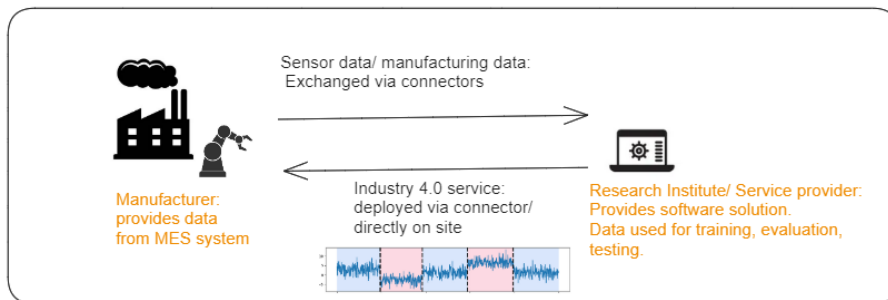 Sensor data/ manufacturing data:
Exchanged via connectors
Manufacturer:
provides data
from MES system
Industry 4.0 service:
deployed via connector/
directly on site
Research Institute/ Service provider:
Provides software solution.
Data used for training, evaluation,
testing.